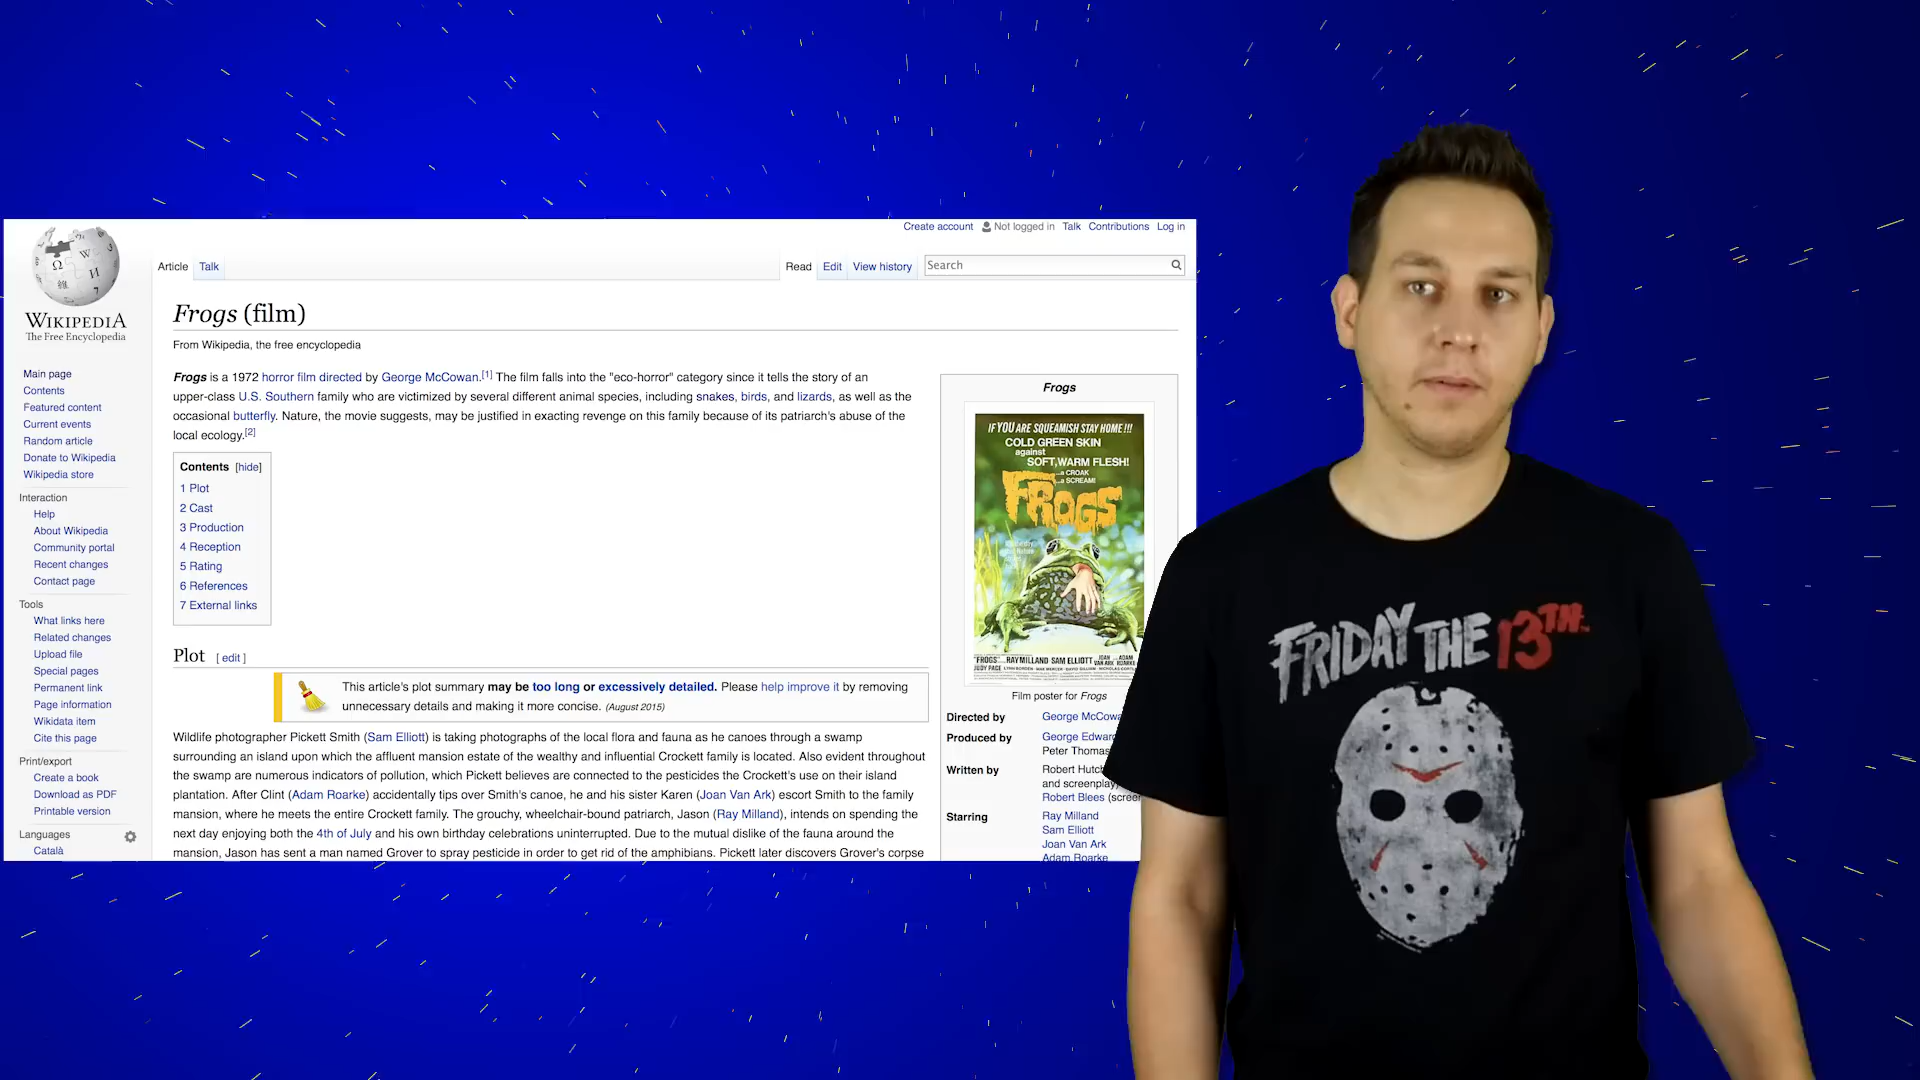 Create account Not logged in Talk Contributions Log in
Article Talk Read Edit View history Search
WIKIPEDIA
The Free Encyclopedia
Main page
Contents
Featured content
Current events
Random article
Donate to Wikipedia
Wikipedia store
Interaction
Help
About Wikipedia
Community portal
Recent changes
Contact page
Tools
What links here
Related changes
Upload file
Special pages
Permanent link
Page information
Wikidata item
Cite this page
Print/export
Create a book
Download as PDF
Printable version
Languages
Català
Frogs (film)
From Wikipedia, the free encyclopedia
Frogs is a 1972 horror film directed by George McCowan.[1] The film falls into the "eco-horror" category since it tells the story of an
upper-class U.S. Southern family who are victimized by several different animal species, including snakes, birds, and lizards, as well as the
occasional butterfly. Nature, the movie suggests, may be justified in exacting revenge on this family because of its patriarch's abuse of the
local ecology.[2]
Contents [hide]
1 Plot
2 Cast
3 Production
4 Reception
5 Rating
6 References
7 External links
Plot [ edit ]
This article's plot summary may be too long or excessively detailed. Please help improve it by removing
unnecessary details and making it more concise. (August 2015)
Wildlife photographer Pickett Smith (Sam Elliott) is taking photographs of the local flora and fauna as he canoes through a swamp
surrounding an island upon which the affluent mansion estate of the wealthy and influential Crockett family is located. Also evident throughout
the swamp are numerous indicators of pollution, which Pickett believes are connected to the pesticides the Crockett's use on their island
plantation. After Clint (Adam Roarke) accidentally tips over Smith's canoe, he and his sister Karen (Joan Van Ark) escort Smith to the family
mansion, where he meets the entire Crockett family. The grouchy, wheelchair-bound patriarch, Jason (Ray Milland), intends on spending the
next day enjoying both the 4th of July and his own birthday celebrations uninterrupted. Due to the mutual dislike of the fauna around the
mansion, Jason has sent a man named Grover to spray pesticide in order to get rid of the amphibians. Pickett later discovers Grover's corpse
Frogs
IF YOU ARE SQUEAMISH STAY HOME!!!
COLD GREEN SKIN
against
SOFT, WARM FLESH!
...a CROAK
...a SCREAM!
FROGS
"FROGS" RAY MILLAND SAM ELLIOTT JOAN VAN ARK ADAM ROARKE
JUDY PACE
Film poster for Frogs
Directed by George McCowa
Produced by George Edwar
Peter Thomas
Written by Robert Hutch
and screenplay)
Robert Blees (scree
Starring Ray Milland
Sam Elliott
Joan Van Ark
Adam Roarke
FRIDAY THE 13TH